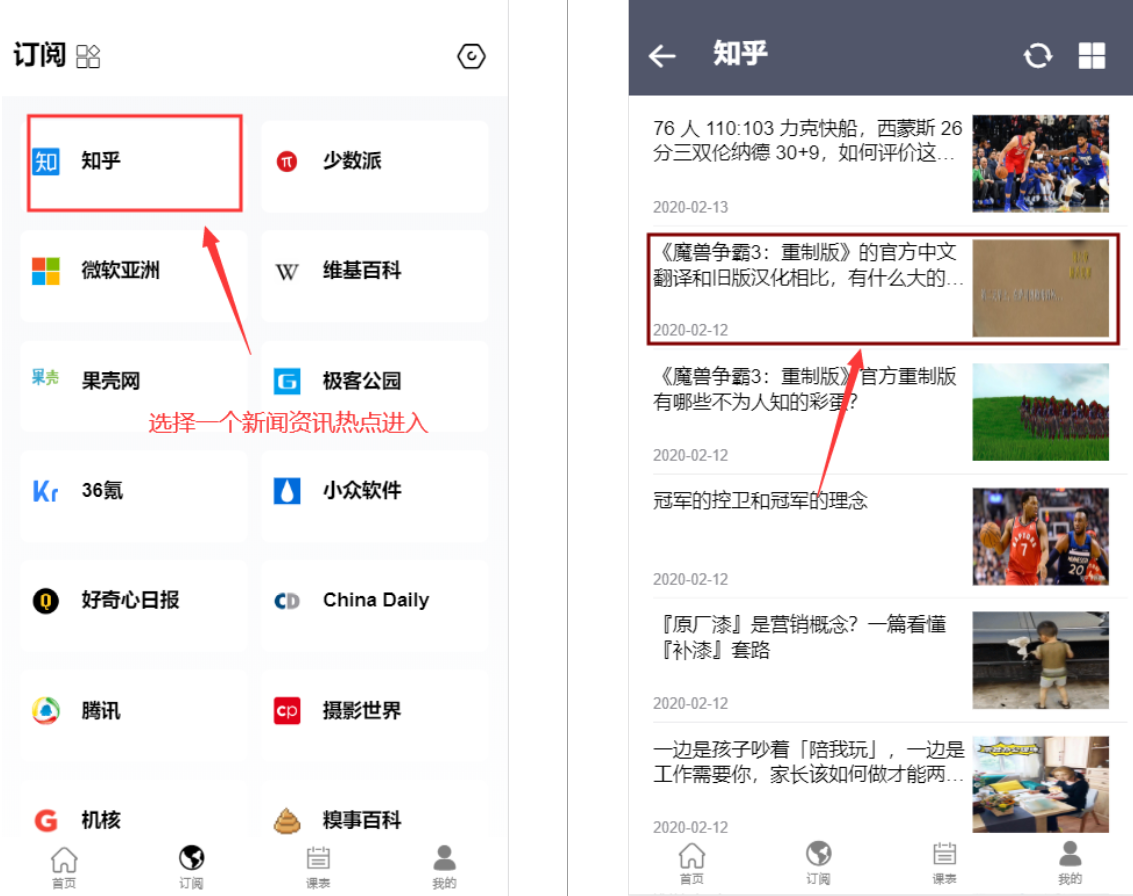 订阅
知 知乎
π 少数派
微软亚洲
W 维基百科
果壳 果壳网
G 极客公园
选择一个新闻资讯热点进入
Kr 36氪
小众软件
Q 好奇心日报
CD China Daily
腾讯
cp 摄影世界
G 机核
糗事百科
首页
订阅
课表
我的
知乎
76 人 110:103 力克快船，西蒙斯 26
分三双伦纳德 30+9，如何评价这...
2020-02-13
《魔兽争霸3：重制版》的官方中文
翻译和旧版汉化相比，有什么大的...
2020-02-12
《魔兽争霸3：重制版》官方重制版
有哪些不为人知的彩蛋？
2020-02-12
冠军的控卫和冠军的理念
RAPTORS
7
20
2020-02-12
『原厂漆』是营销概念？一篇看懂
『补漆』套路
2020-02-12
一边是孩子吵着「陪我玩」，一边是
工作需要你，家长该如何做才能两...
2020-02-12
首页
订阅
课表
我的